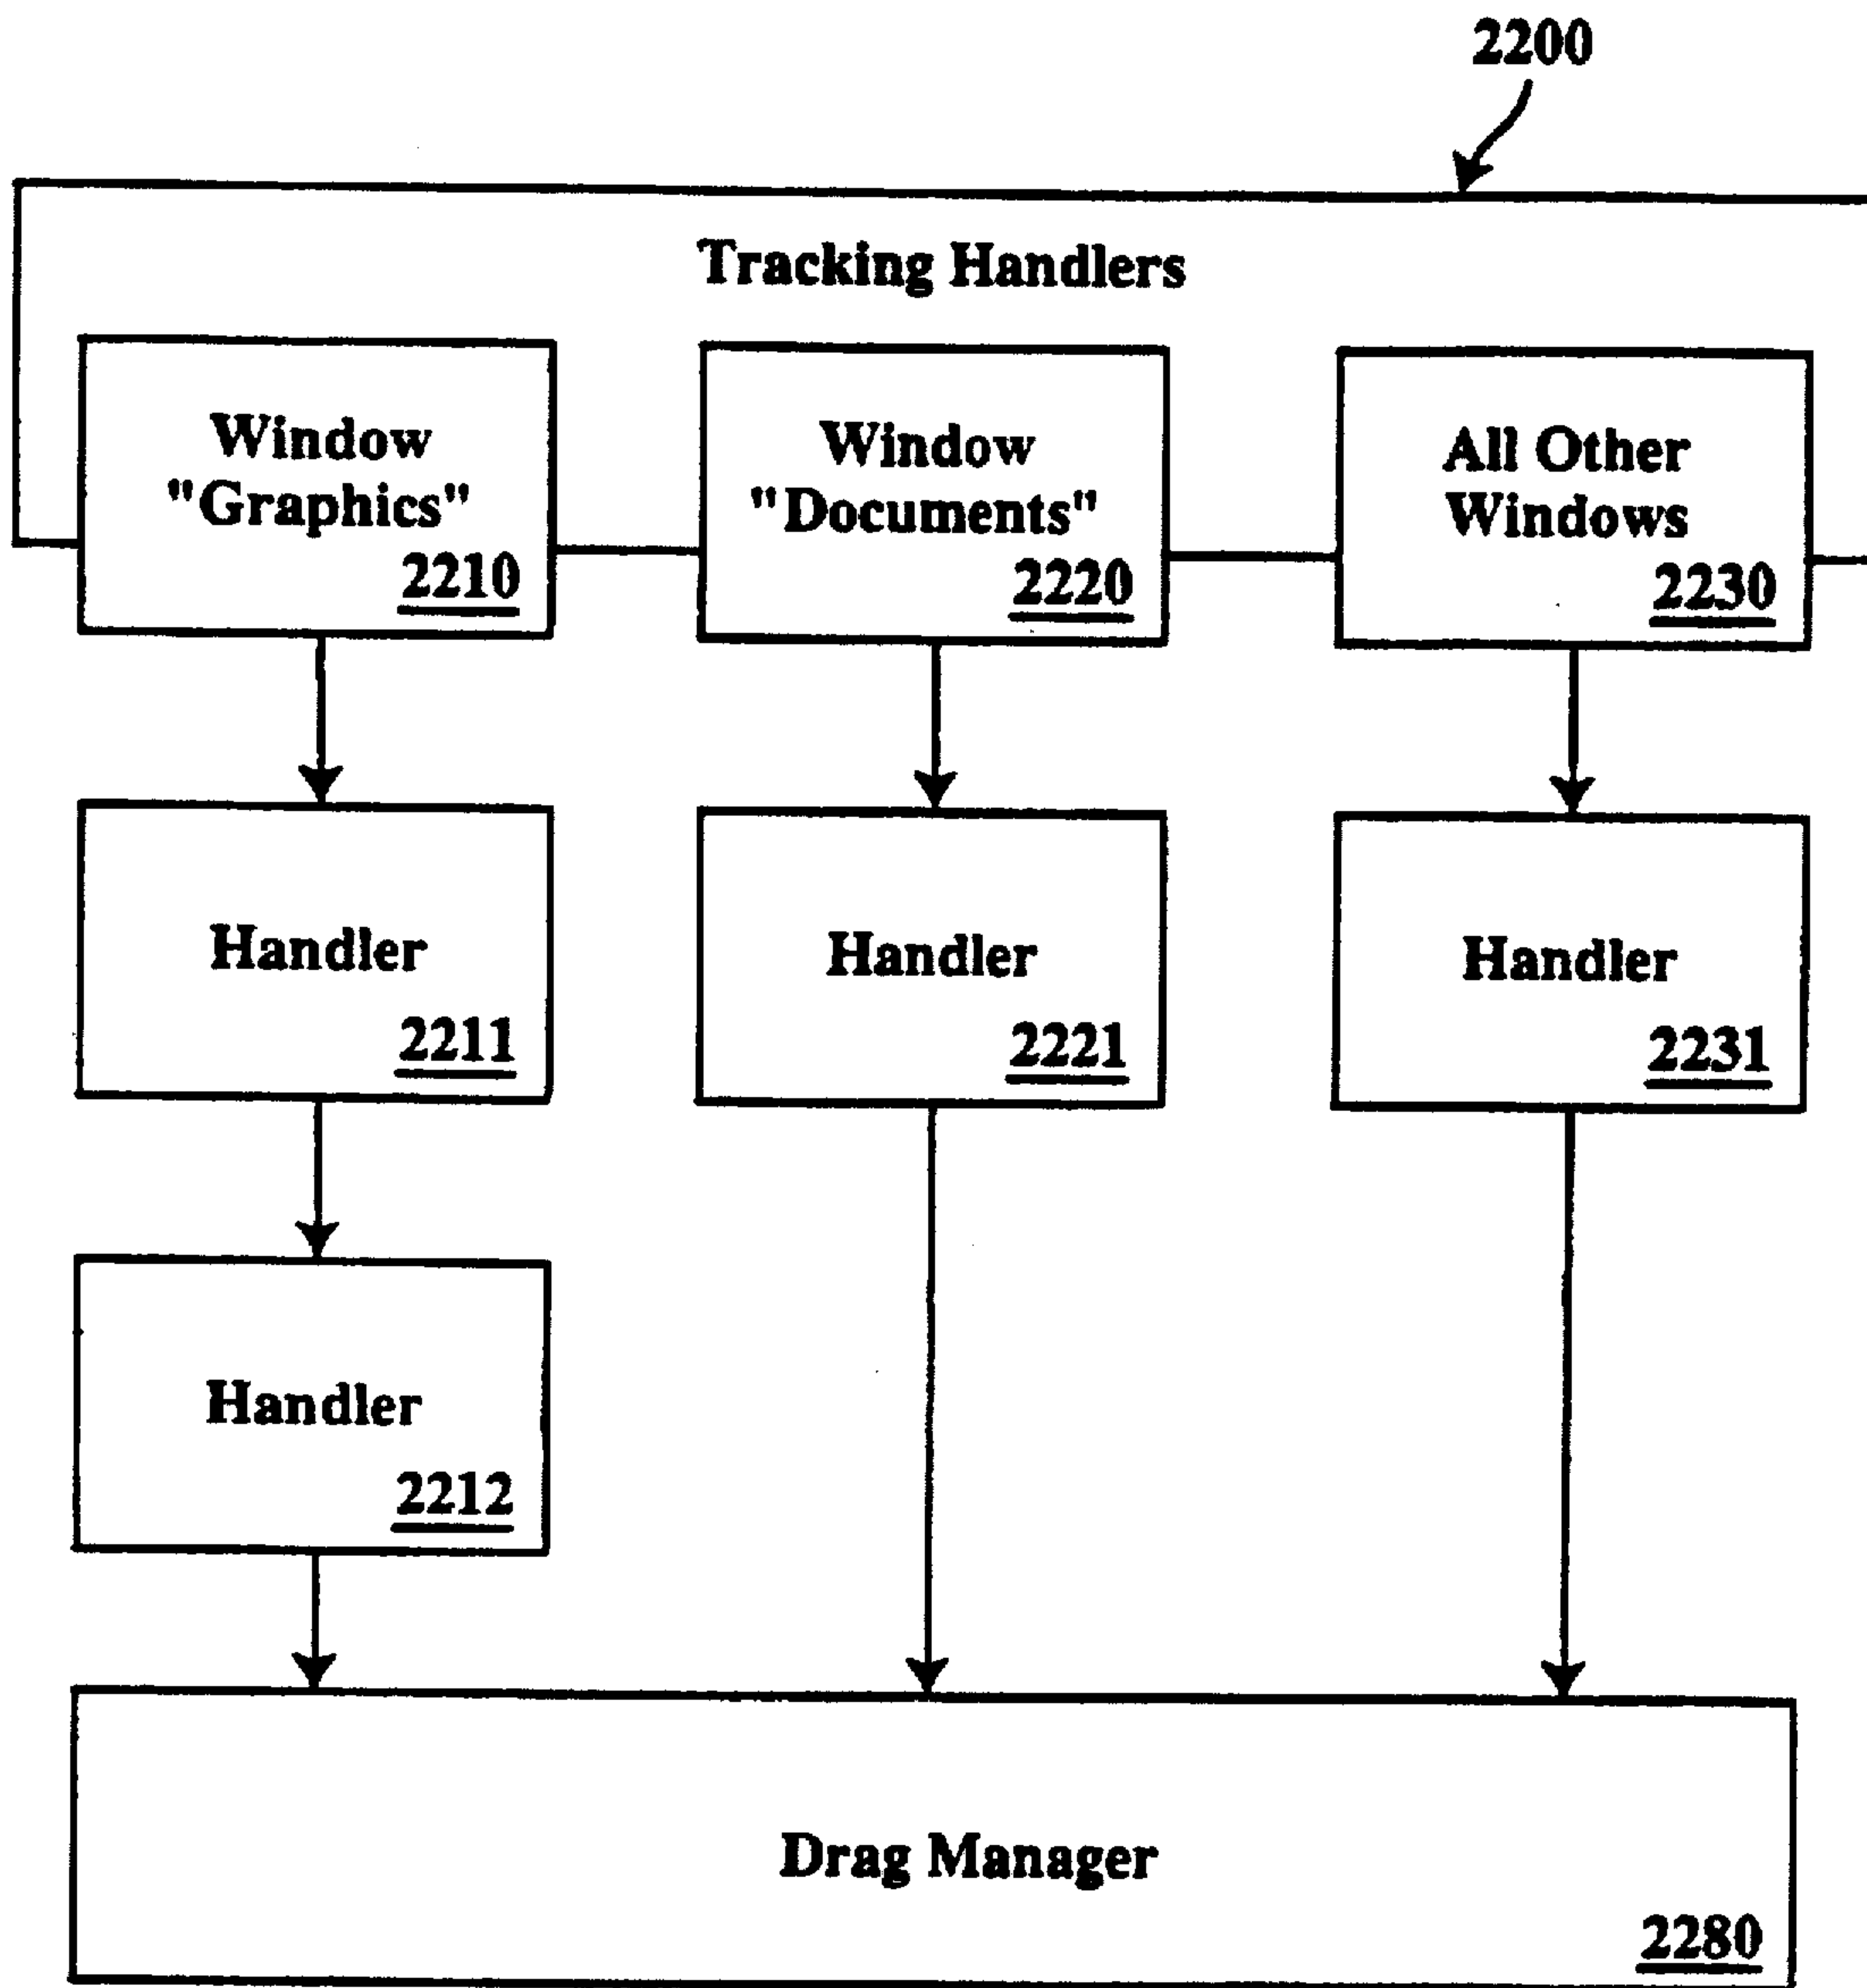 2200
Tracking Handlers
Window
"Graphics"
2210
Window
"Documents"
2220
All Other
Windows
2230
Handler
2211
Handler
2221
Handler
2231
Handler
2212
Drag Manager
2280